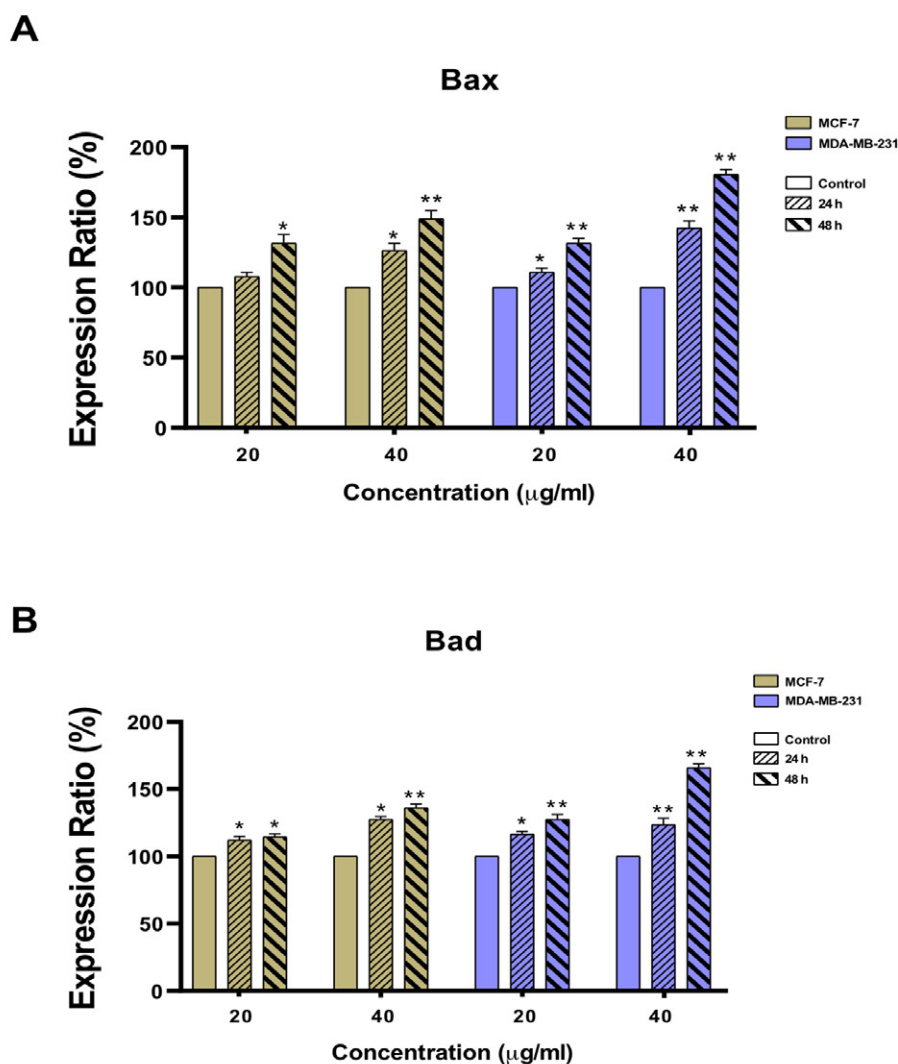 A
Bax
MCF-7
MDA-MB-231
Control
24 h
48 h
Expression Ratio (%)
200
150
100
50
0
*
*
**
*
**
**
**
20
40
20
40
Concentration (μg/ml)
B
Bad
MCF-7
MDA-MB-231
Control
24 h
48 h
Expression Ratio (%)
200
150
100
50
0
*
*
*
**
*
**
**
**
20
40
20
40
Concentration (μg/ml)